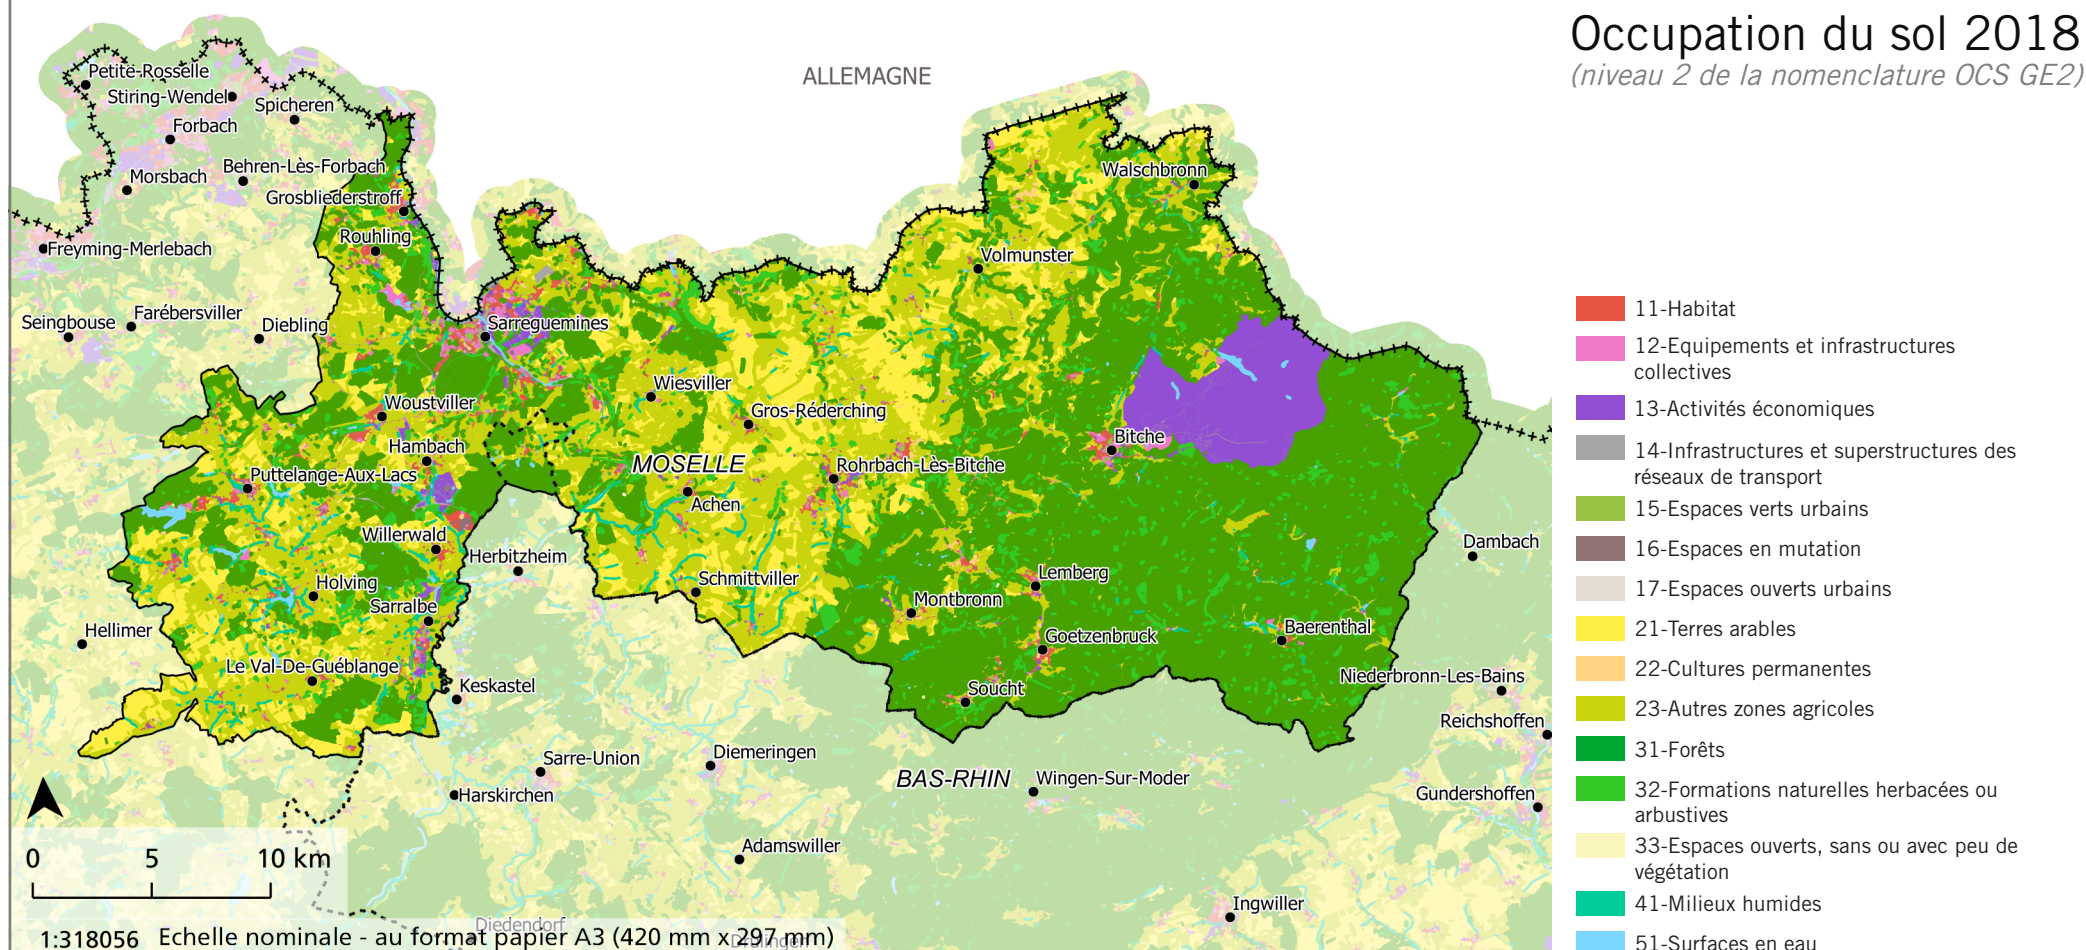 Occupation du sol 2018
(niveau 2 de la nomenclature OCS GE2)
ALLEMAGNE
Petite-Rosselle
Stiring-Wendel
Spicheren
Forbach
Behren-Lès-Forbach
Morsbach
Grosbliederstroff
Walschbronn
Rouhling
Freyming-Merlebach
Volmunster
Farébersviller
Seingbouse
Diebling
Sarreguemines
Wiesviller
Woustviller
Gros-Réderching
Hambach
Bitche
MOSELLE
Rohrbach-Lès-Bitche
Puttelange-Aux-Lacs
Achen
Willerwald
Herbitzheim
Dambach
Holving
Schmittviller
Lemberg
Montbronn
Sarralbe
Hellimer
Goetzenbruck
Baerenthal
Le Val-De-Guéblange
Keskastel
Soucht
Niederbronn-Les-Bains
Reichshoffen
Sarre-Union
Diemeringen
BAS-RHIN
Wingen-Sur-Moder
Harskirchen
Gundershoffen
Adamswiller
Ingwiller
Diedendorf
Drulingen
0 5 10 km
1:318056 Echelle nominale - au format papier A3 (420 mm x 297 mm)
11-Habitat
12-Equipements et infrastructures
collectives
13-Activités économiques
14-Infrastructures et superstructures des
réseaux de transport
15-Espaces verts urbains
16-Espaces en mutation
17-Espaces ouverts urbains
21-Terres arables
22-Cultures permanentes
23-Autres zones agricoles
31-Forêts
32-Formations naturelles herbacées ou
arbustives
33-Espaces ouverts, sans ou avec peu de
végétation
41-Milieux humides
51-Surfaces en eau